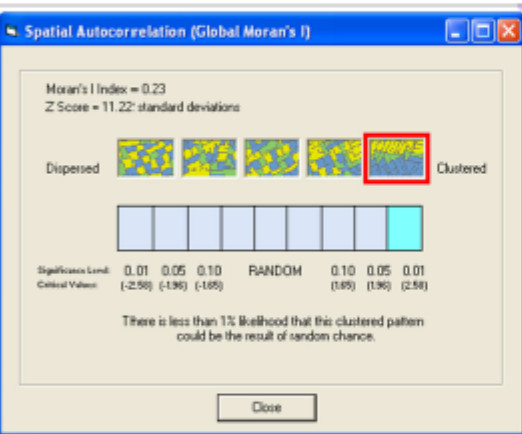 Spatial Autocorrelation (Global Moran's I)
Moran's I Index = 0.23
Z Score = 11.22 standard deviations
Dispersed Clustered
Significance Level: 0.01 0.05 0.10 RANDOM 0.10 0.05 0.01
Critical Values: (-2.58) (-1.96) (-1.65) (1.65) (1.96) (2.58)
There is less than 1% likelihood that this clustered pattern
could be the result of random chance.
Close